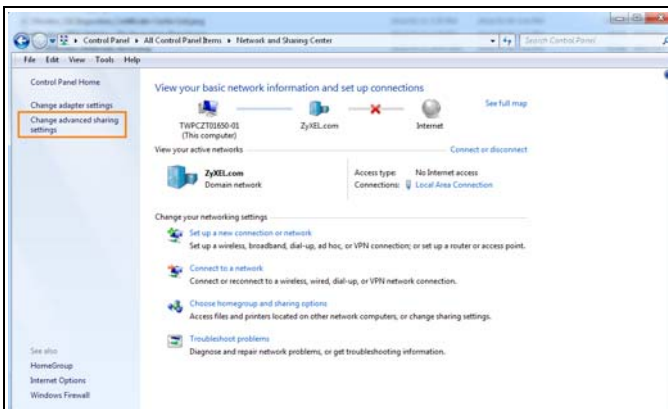 Control Panel ▸ All Control Panel Items ▸ Network and Sharing Center
Search Control Panel
File Edit View Tools Help
Control Panel Home
Change adapter settings
Change advanced sharing
settings
View your basic network information and set up connections
See full map
TWPCZT01650-01
(This computer)
ZyXEL.com
Internet
View your active networks
Connect or disconnect
ZyXEL.com
Domain network
Access type: No Internet access
Connections: Local Area Connection
Change your networking settings
Set up a new connection or network
Set up a wireless, broadband, dial-up, ad hoc, or VPN connection; or set up a router or access point.
Connect to a network
Connect or reconnect to a wireless, wired, dial-up, or VPN network connection.
Choose homegroup and sharing options
Access files and printers located on other network computers, or change sharing settings.
Troubleshoot problems
Diagnose and repair network problems, or get troubleshooting information.
See also
HomeGroup
Internet Options
Windows Firewall